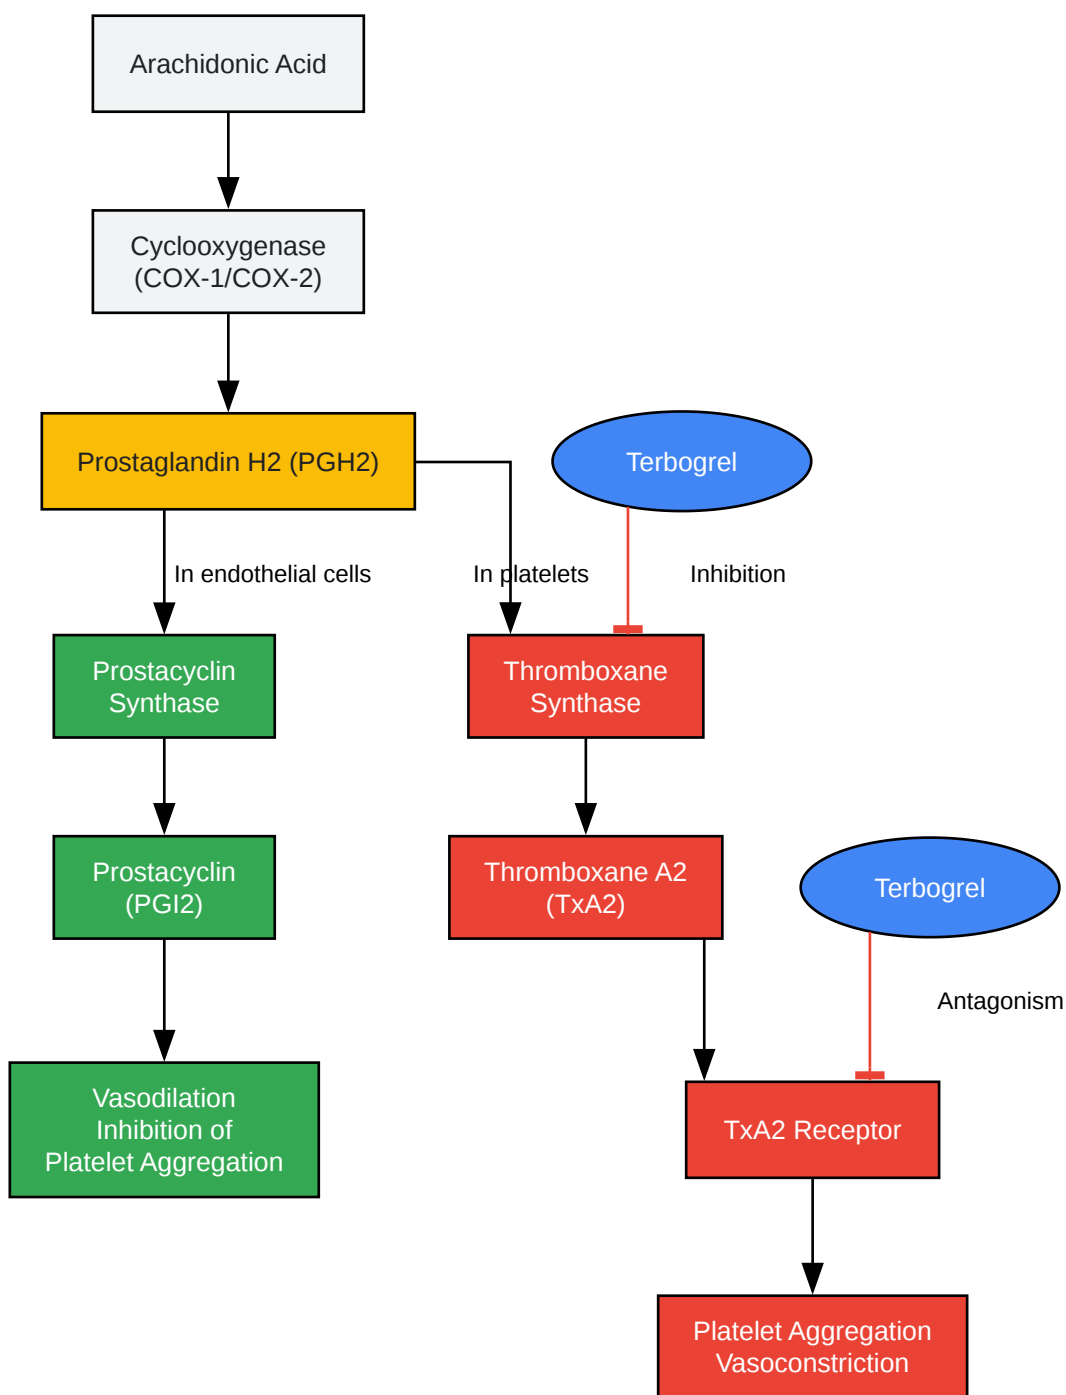 Arachidonic Acid
Cyclooxygenase
(COX-1/COX-2)
Prostaglandin H2 (PGH2)
Terbogrel
In endothelial cells
In platelets
Inhibition
Prostacyclin
Synthase
Thromboxane
Synthase
Prostacyclin
(PGI2)
Thromboxane A2
(TxA2)
Terbogrel
Antagonism
Vasodilation
Inhibition of
Platelet Aggregation
TxA2 Receptor
Platelet Aggregation
Vasoconstriction